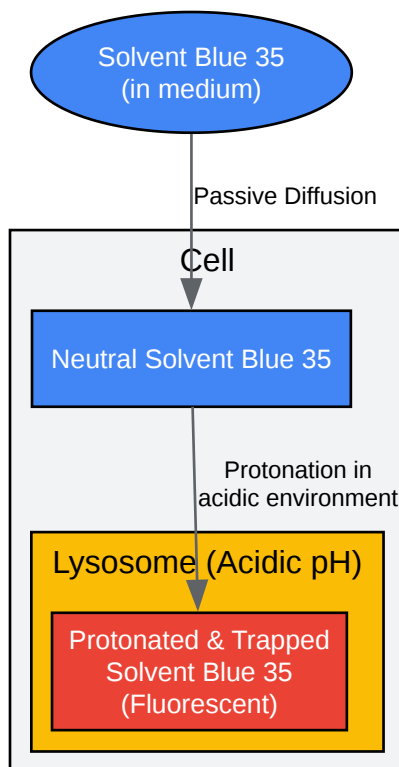 Solvent Blue 35
(in medium)
Passive Diffusion
Cell
Neutral Solvent Blue 35
Protonation in
acidic environment
Lysosome (Acidic pH)
Protonated & Trapped
Solvent Blue 35
(Fluorescent)